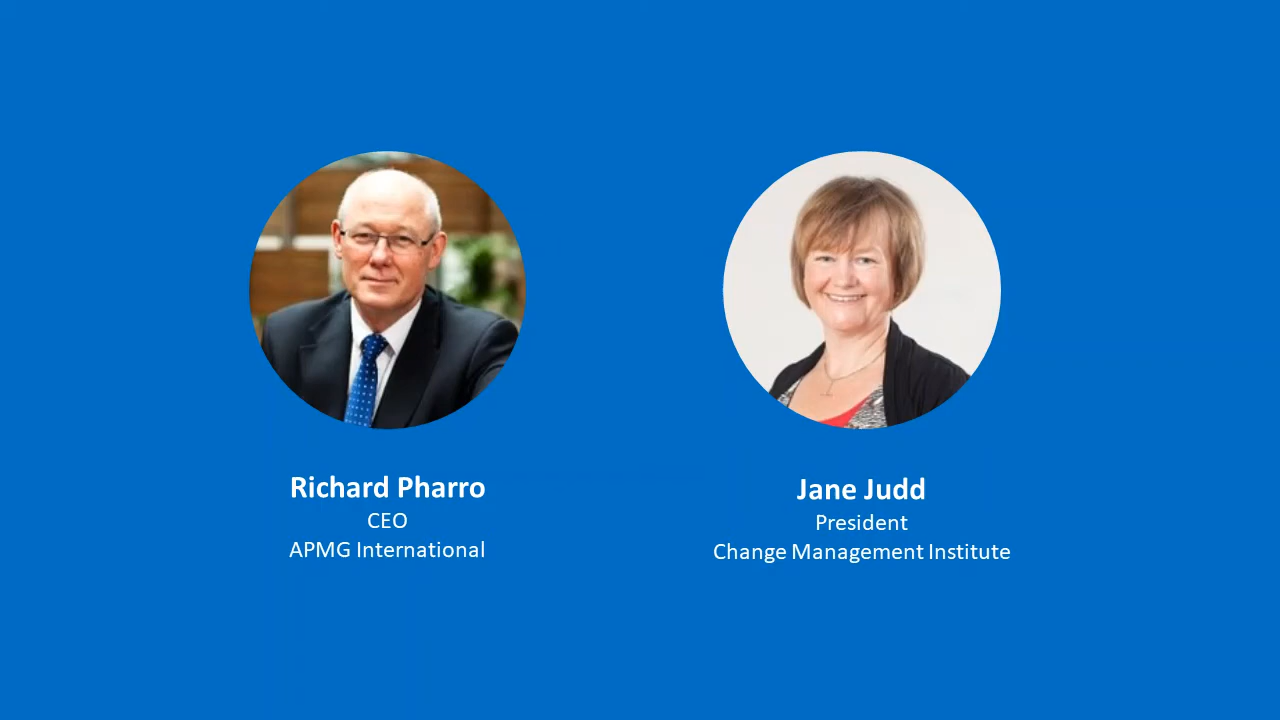 Richard Pharro
CEO
APMG International
Jane Judd
President
Change Management Institute